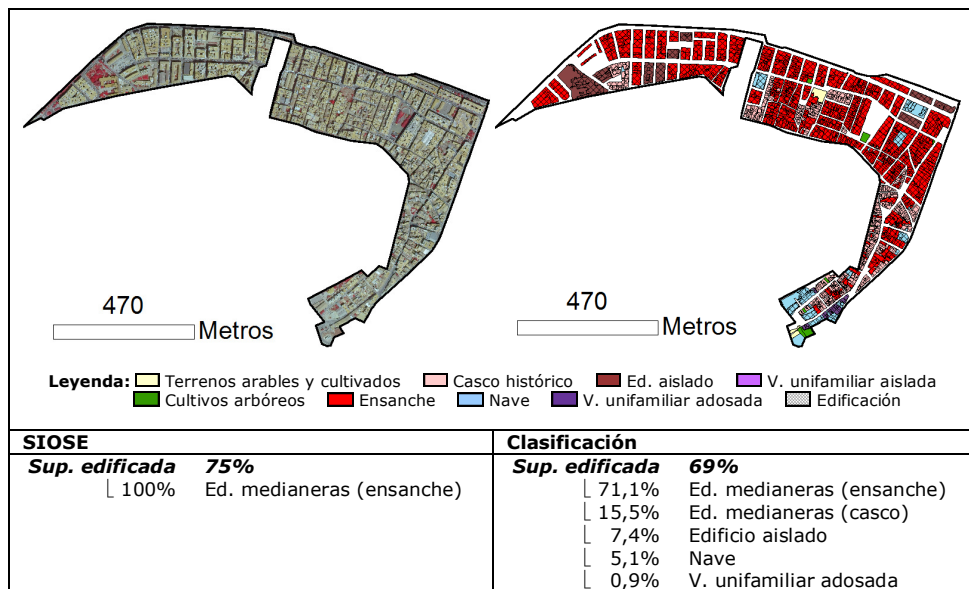 470
Metros
470
Metros
Leyenda: Terrenos arables y cultivados Casco histórico Ed. aislado V. unifamiliar aislada
Cultivos arbóreos Ensanche Nave V. unifamiliar adosada Edificación
SIOSE
Sup. edificada 75%
100% Ed. medianeras (ensanche)
Clasificación
Sup. edificada 69%
71,1% Ed. medianeras (ensanche)
15,5% Ed. medianeras (casco)
7,4% Edificio aislado
5,1% Nave
0,9% V. unifamiliar adosada